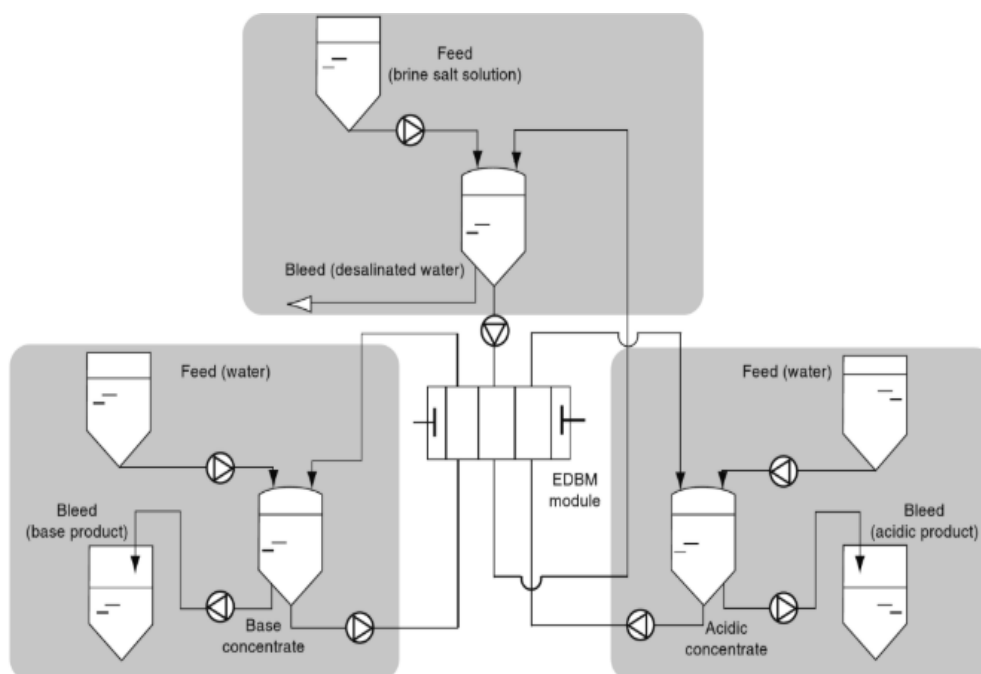 Feed
(brine salt solution)
Bleed (desalinated water)
Feed (water)
Feed (water)
EDBM
module
Bleed
(base product)
Bleed
(acidic product)
Base
concentrate
Acidic
concentrate